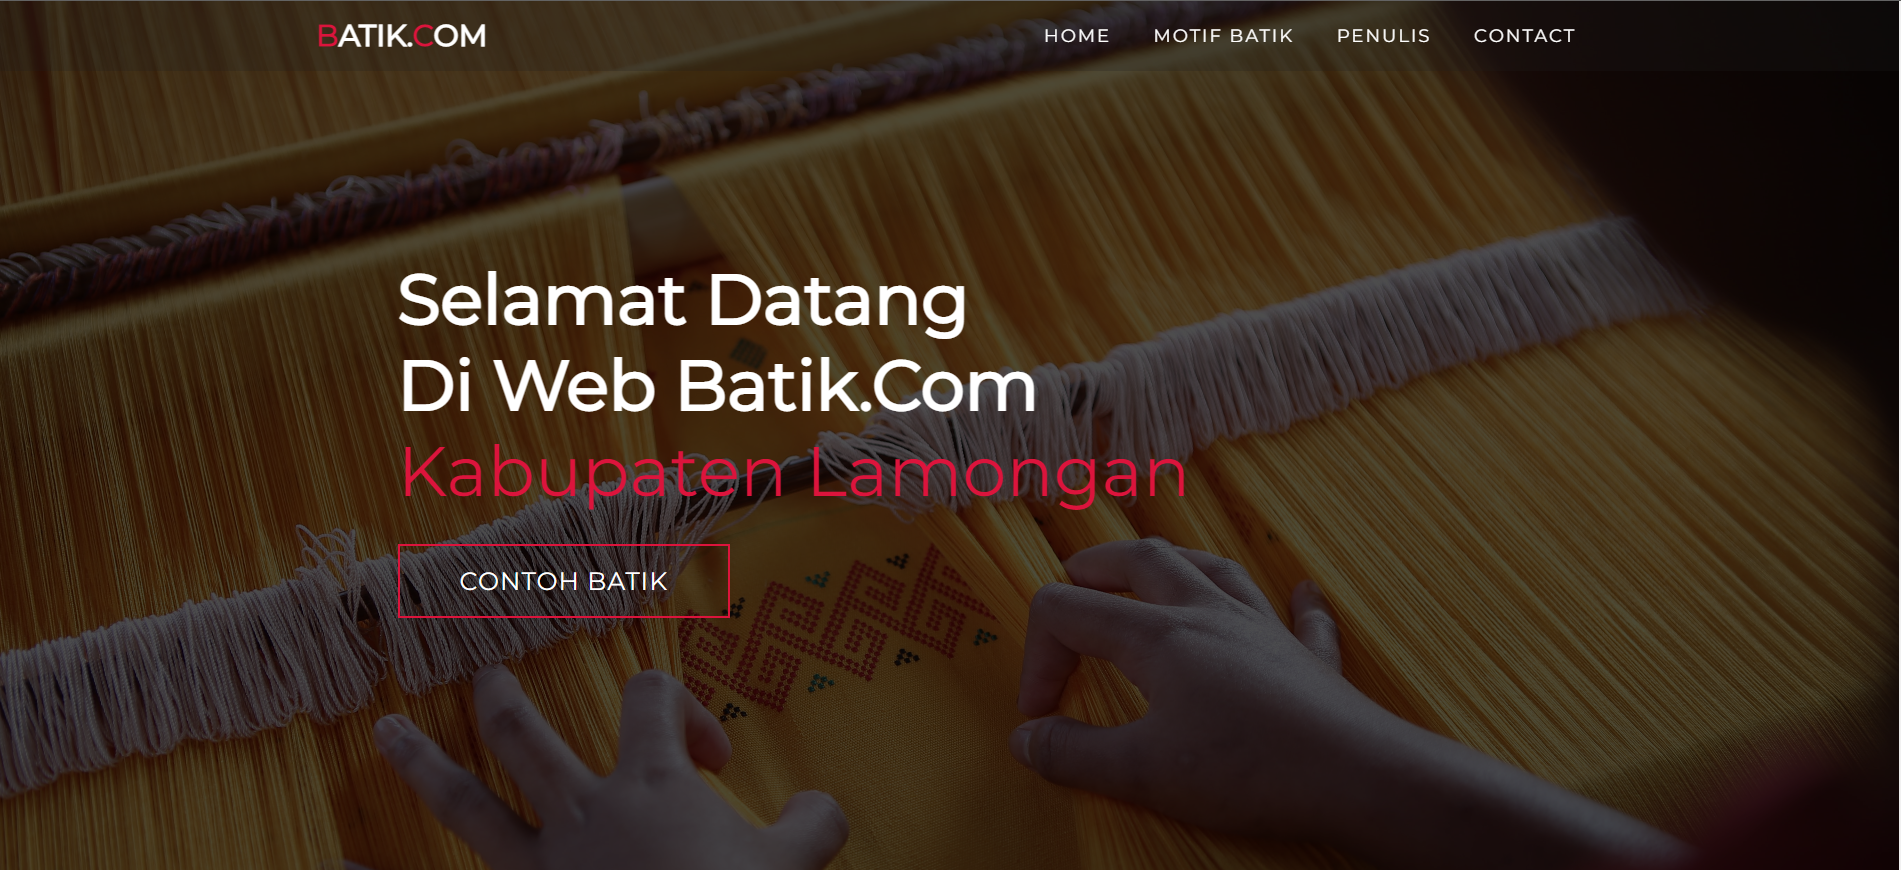 BATIK.COM
HOME MOTIF BATIK PENULIS CONTACT
Selamat Datang
Di Web Batik.Com
Kabupaten Lamongan
CONTOH BATIK